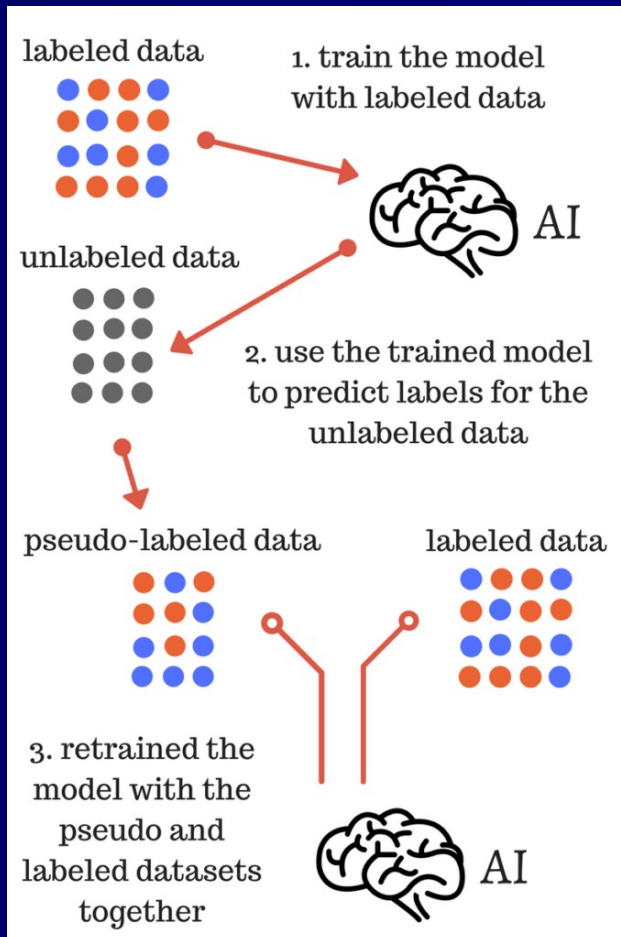 labeled data
1. train the model
with labeled data
AI
unlabeled data
2. use the trained model
to predict labels for the
unlabeled data
pseudo-labeled data
labeled data
3. retrained the
model with the
pseudo and
labeled datasets
together
AI